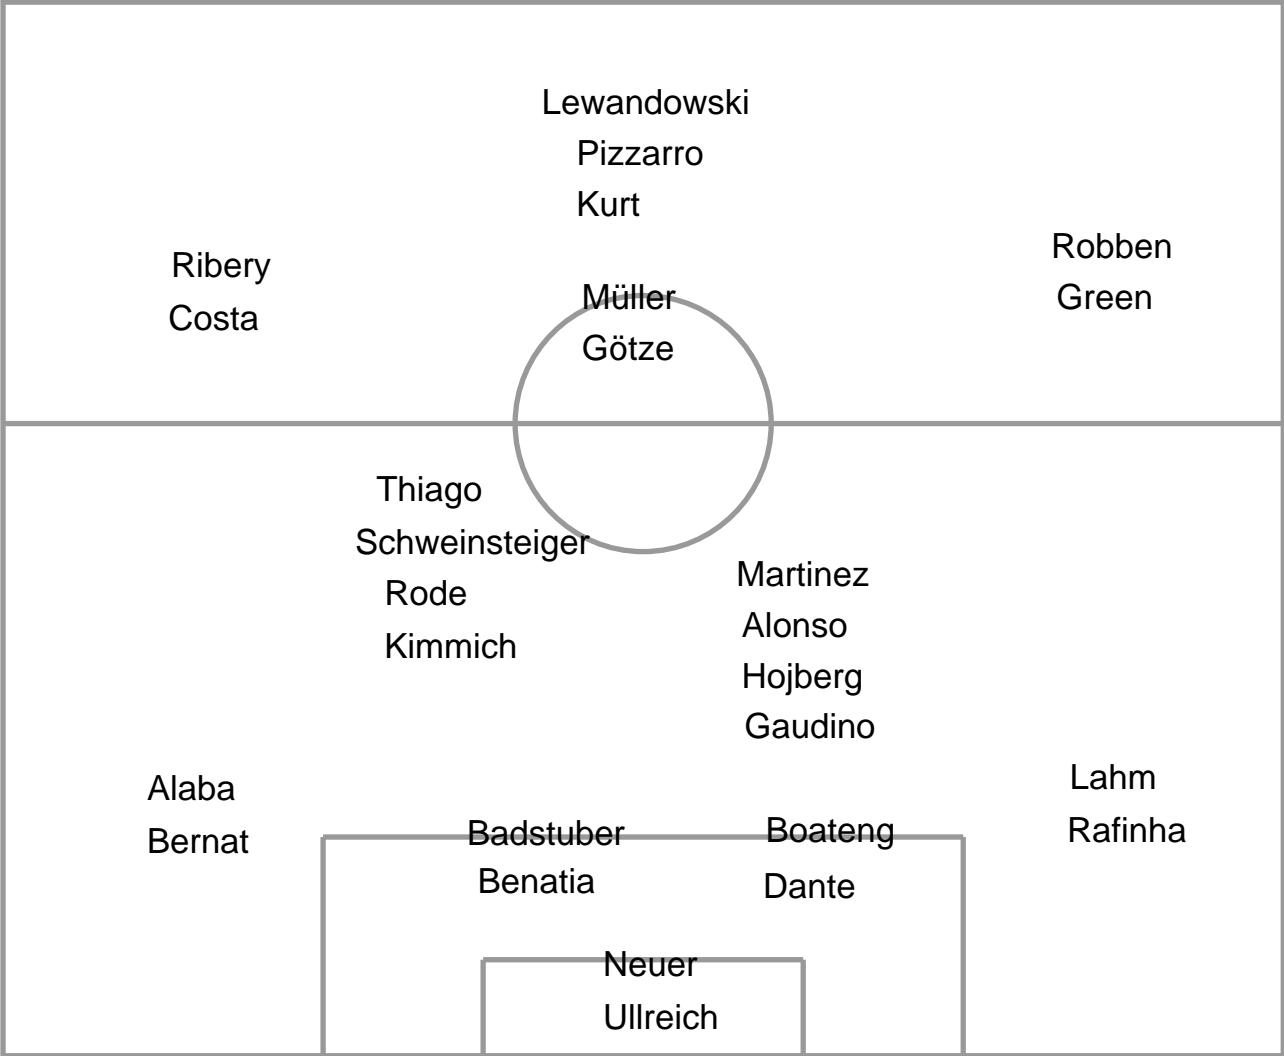 Lewandowski
Pizzarro
Kurt
Ribery
Costa
Müller
Götze
Robben
Green
Thiago
Schweinsteiger
Rode
Kimmich
Martinez
Alonso
Hojberg
Gaudino
Alaba
Bernat
Badstuber
Benatia
Boateng
Dante
Lahm
Rafinha
Neuer
Ullreich